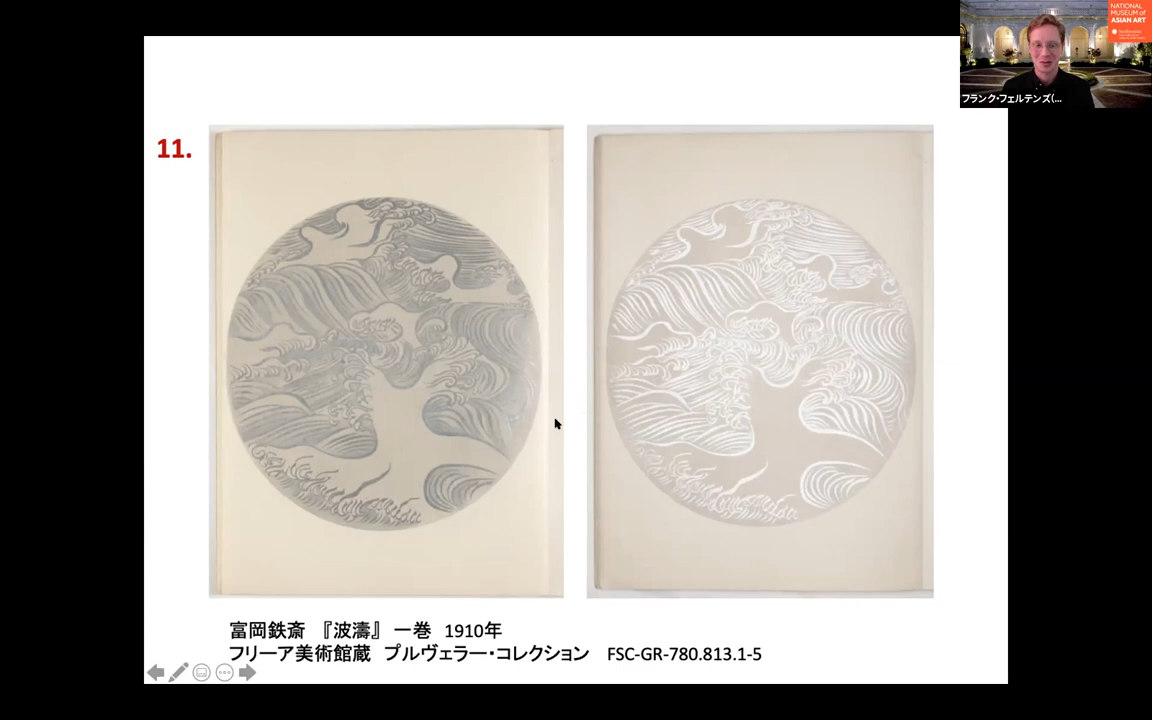 NATIONAL
MUSEUM of
ASIAN ART
Smithsonian
フランク・フェルテンズ(...
11.
富岡鉄斎 『波濤』 一巻 1910年
フリーア美術館蔵 プルヴェラー・コレクション FSC-GR-780.813.1-5